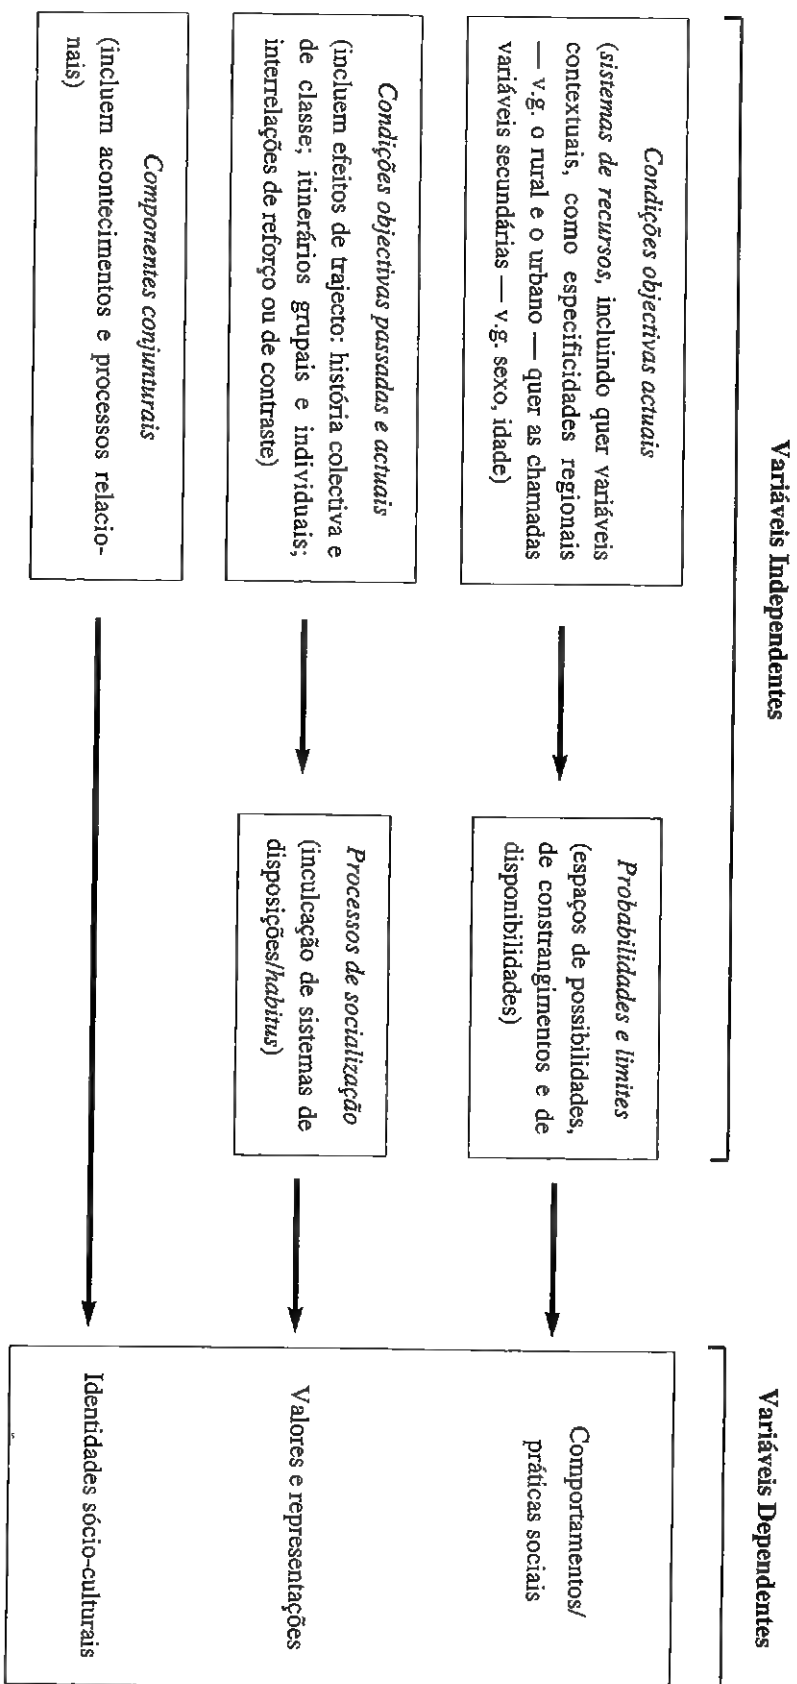 Variáveis Independentes
Variáveis Dependentes
Condições objectivas actuais
(sistemas de recursos, incluindo quer variáveis
contextuais, como especificidades regionais
— v.g. o rural e o urbano — quer as chamadas
variáveis secundárias — v.g. sexo, idade)
Probabilidades e limites
(espaços de possibilidades,
de constrangimentos e de
disponibilidades)
Comportamentos/
práticas sociais
Condições objectivas passadas e actuais
(incluem efeitos de trajecto: história colectiva e
de classe; itinerários grupais e individuais;
interrelações de reforço ou de contraste)
Processos de socialização
(inculcação de sistemas de
disposições/habitus)
Valores e representações
Componentes conjunturais
(incluem acontecimentos e processos relacio-
nais)
Identidades sócio-culturais